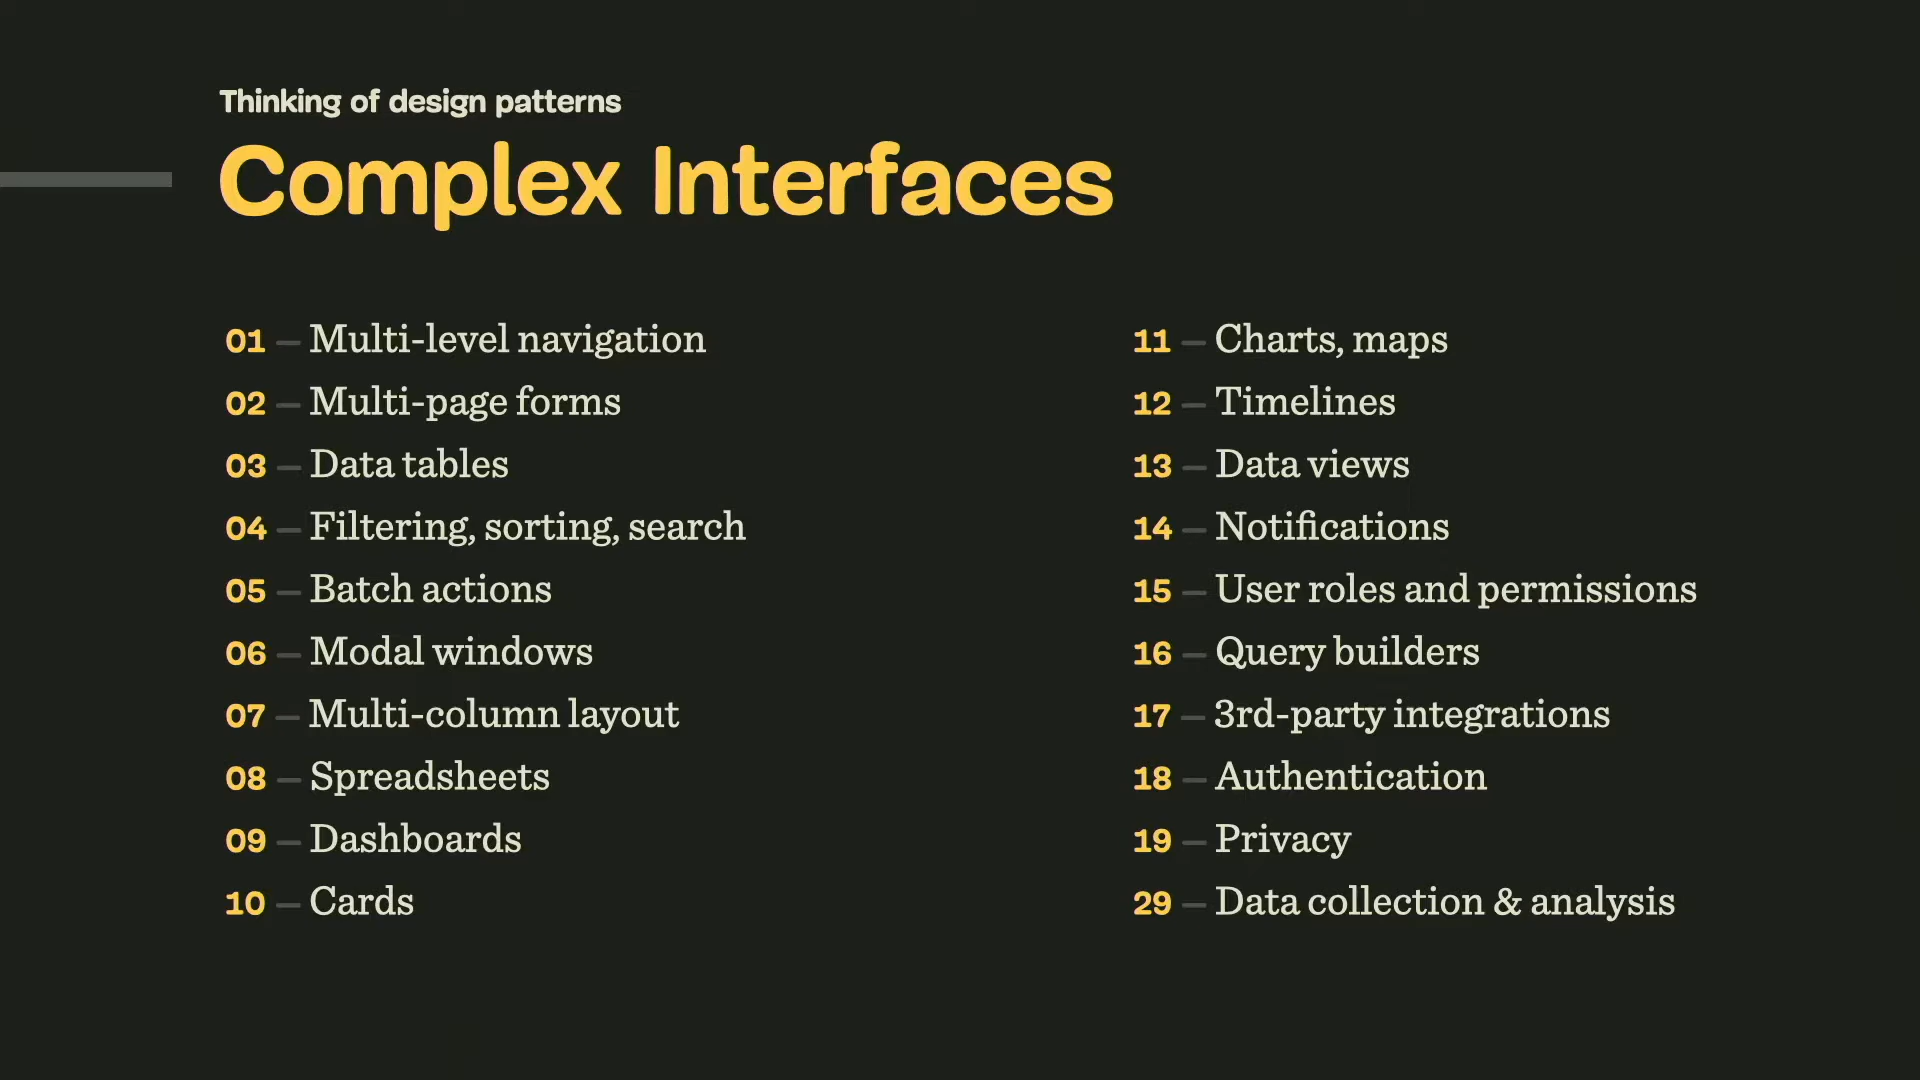 Thinking of design patterns
Complex Interfaces
01 — Multi-level navigation
02 — Multi-page forms
03 — Data tables
04 — Filtering, sorting, search
05 — Batch actions
06 — Modal windows
07 — Multi-column layout
08 — Spreadsheets
09 — Dashboards
10 — Cards
11 — Charts, maps
12 — Timelines
13 — Data views
14 — Notifications
15 — User roles and permissions
16 — Query builders
17 — 3rd-party integrations
18 — Authentication
19 — Privacy
29 — Data collection & analysis